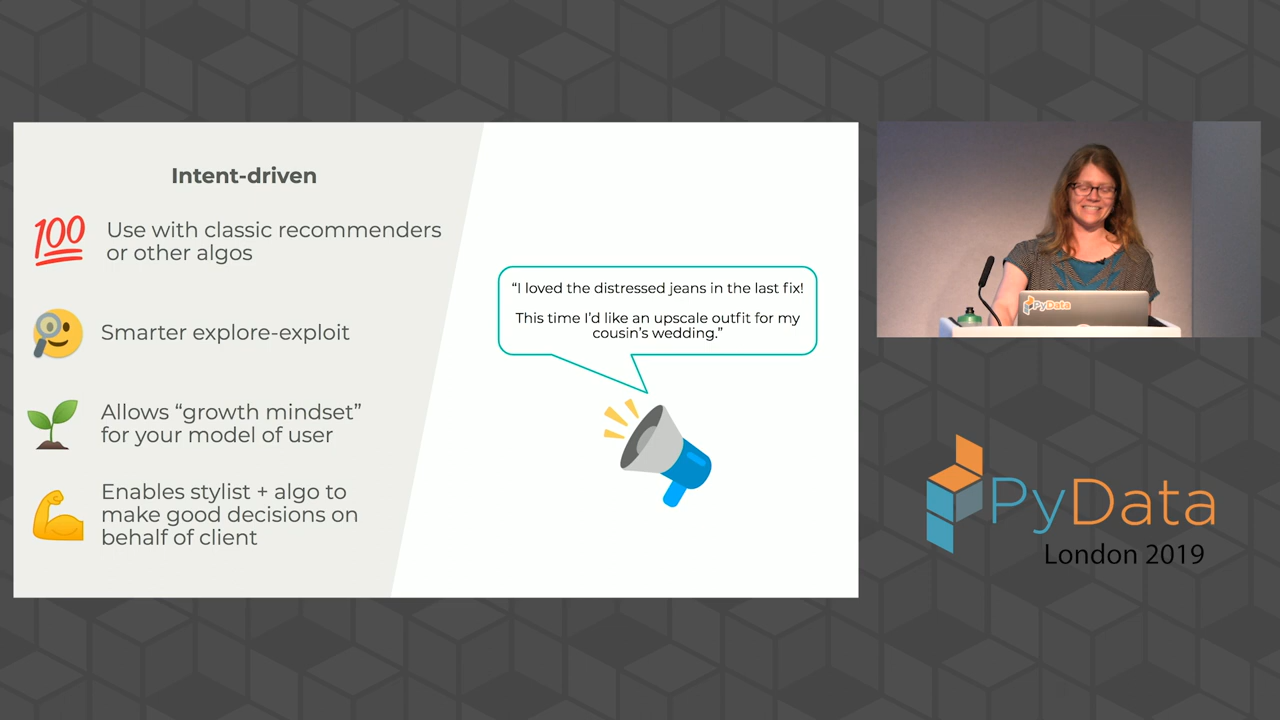 Intent-driven
100
Use with classic recommenders
or other algos
Smarter explore-exploit
Allows “growth mindset”
for your model of user
Enables stylist + algo to
make good decisions on
behalf of client
“I loved the distressed jeans in the last fix!
This time I’d like an upscale outfit for my
cousin’s wedding.”
PyData
PyData
London 2019